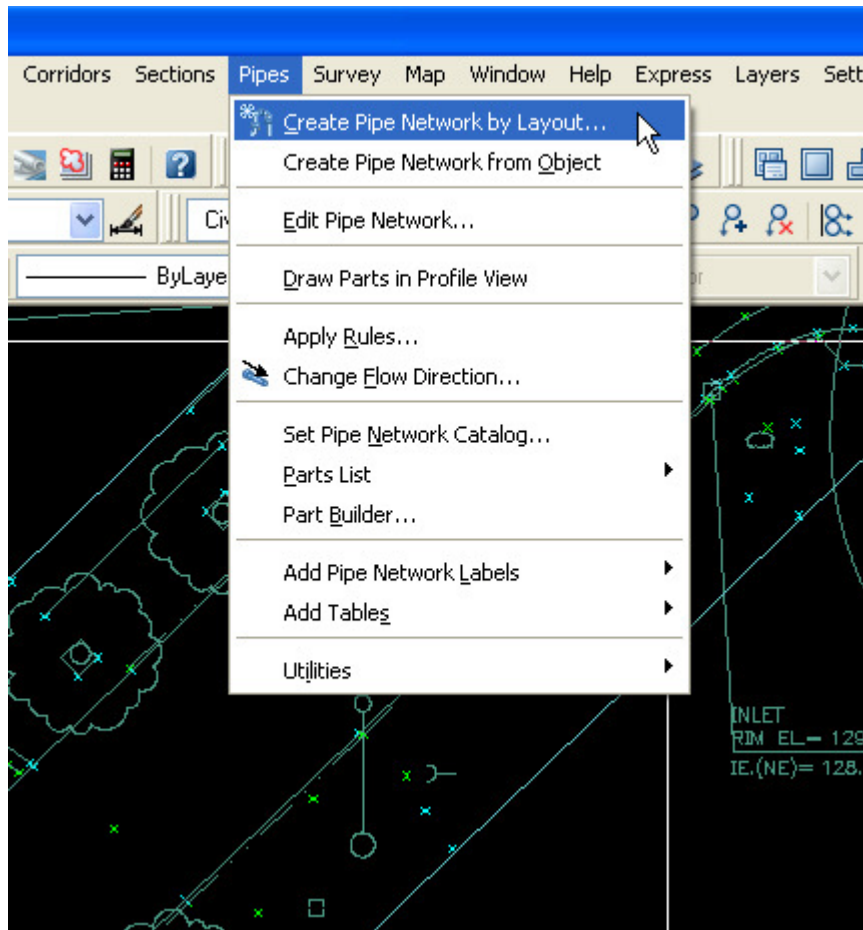 Corridors Sections Pipes Survey Map Window Help Express Layers
Create Pipe Network by Layout...
Create Pipe Network from Object
Edit Pipe Network...
ByLaye
Draw Parts in Profile View
Apply Rules...
Change Flow Direction...
Set Pipe Network Catalog...
Parts List
Part Builder...
Add Pipe Network Labels
Add Tables
Utilities
INLET
RIM EL= 129
IE.(NE)= 128.